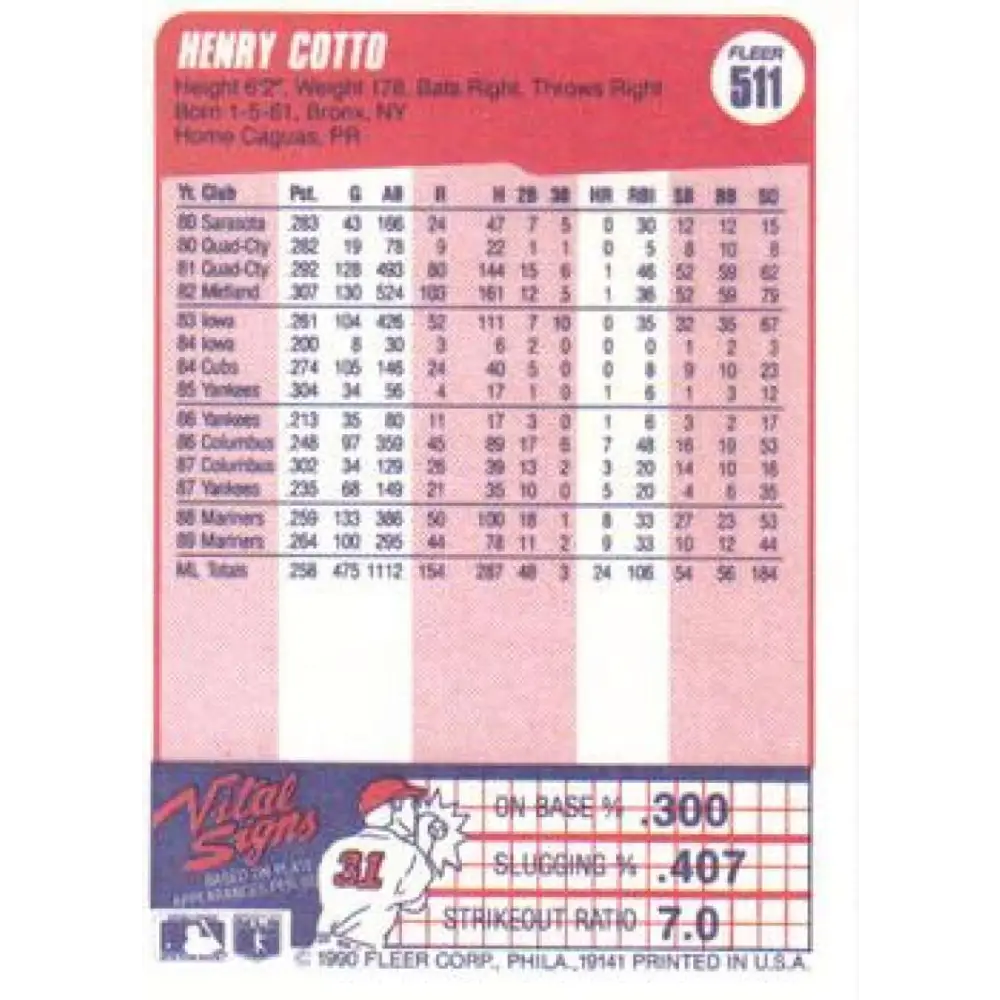 HENRY COTTO
FLEER
511
Height 6'2", Weight 178, Bats Right, Throws Right
Born 1-5-61, Bronx, NY
Home Caguas, PR
Yr. Club Pct. G AB R H 2B 3B HR RBI SB BB SO
80 Sarasota .283 43 166 24 47 7 5 0 30 12 12 15
80 Quad-Cty .282 19 78 9 22 1 1 0 5 8 10 8
81 Quad-Cty .292 128 493 80 144 15 6 1 46 52 59 62
82 Midland .307 130 524 103 161 12 5 1 36 52 59 79
83 Iowa .261 104 426 52 111 7 10 0 35 32 35 67
84 Iowa .200 8 30 3 6 2 0 0 0 1 2 3
84 Cubs .274 105 146 24 40 5 0 0 8 9 10 23
85 Yankees .304 34 56 4 17 1 0 1 6 1 3 12
86 Yankees .213 35 80 11 17 3 0 1 6 3 2 17
86 Columbus .248 97 359 45 89 17 6 7 48 16 19 53
87 Columbus .302 34 129 26 39 13 2 3 20 14 10 16
87 Yankees .235 68 149 21 35 10 0 5 20 4 6 35
88 Mariners .259 133 386 50 100 18 1 8 33 27 23 53
89 Mariners .264 100 295 44 78 11 2 9 33 10 12 44
ML Totals .258 475 1112 154 287 48 3 24 106 54 56 184
Vital
Signs
BASED ON PLATE
APPEARANCES PER
31
ON BASE % .300
SLUGGING % .407
STRIKEOUT RATIO 7.0
© 1990 FLEER CORP., PHILA., 19141 PRINTED IN U.S.A.